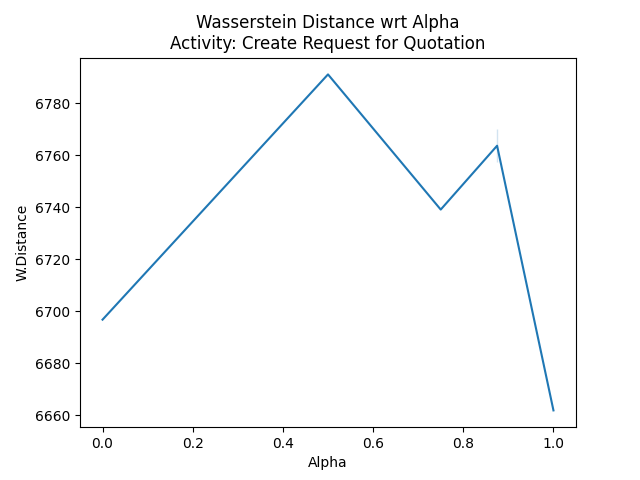 Wasserstein Distance wrt Alpha
Activity: Create Request for Quotation
6780
6760
6740
6720
6700
6680
6660
W.Distance
0.0 0.2 0.4 0.6 0.8 1.0
Alpha